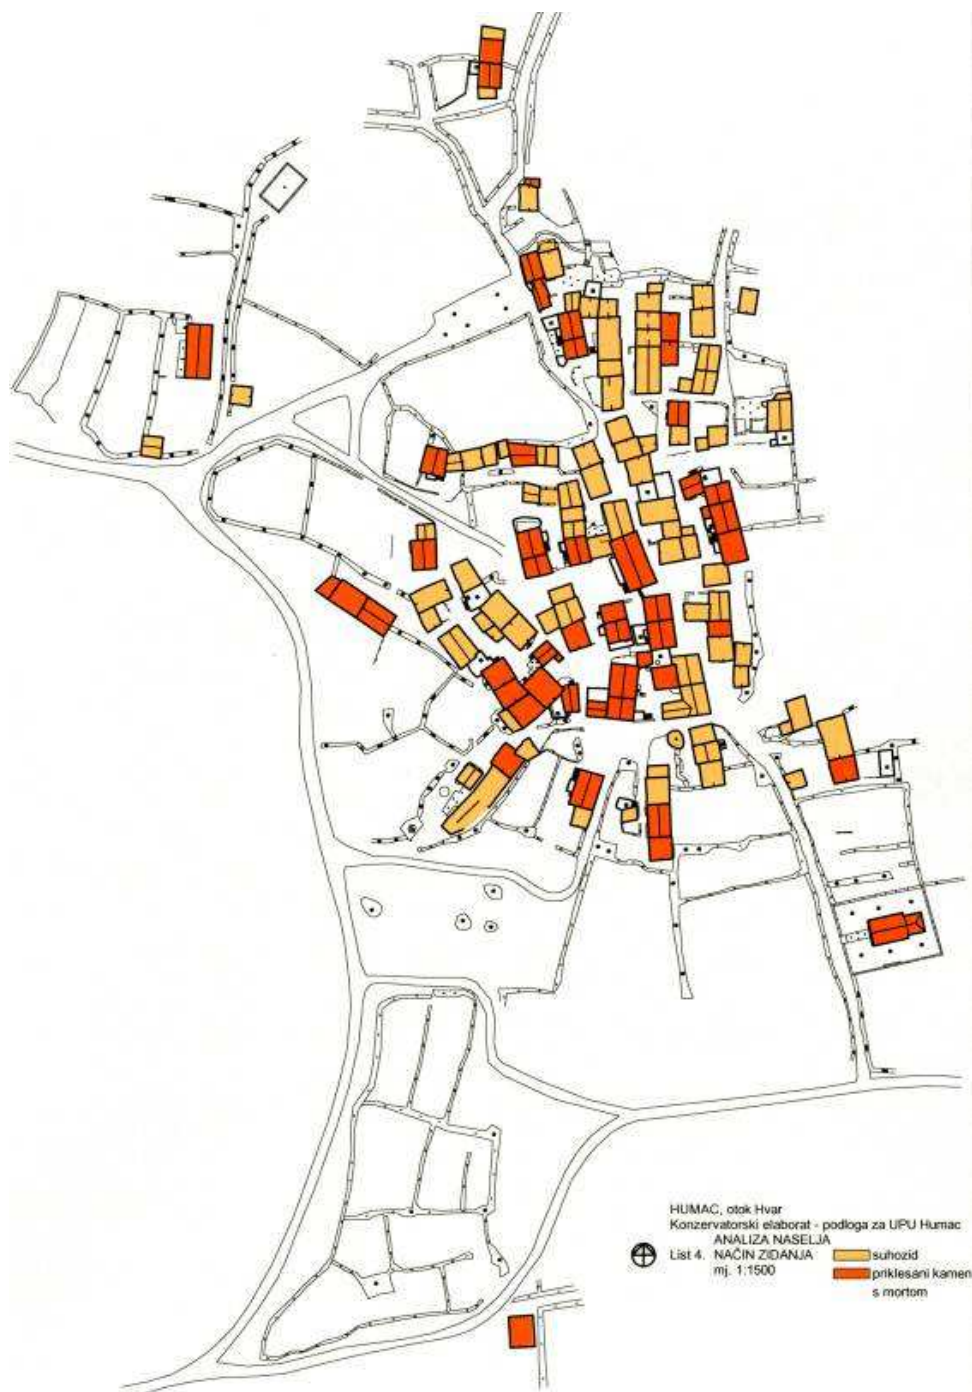 HUMAC, otok Hvar
Konzervatorski elaborat - podloga za UPU Humac
ANALIZA NASELJA
List 4. NAČIN ZIDANJA
mj. 1:1500
suhozid
priklesani kamen
s mortom